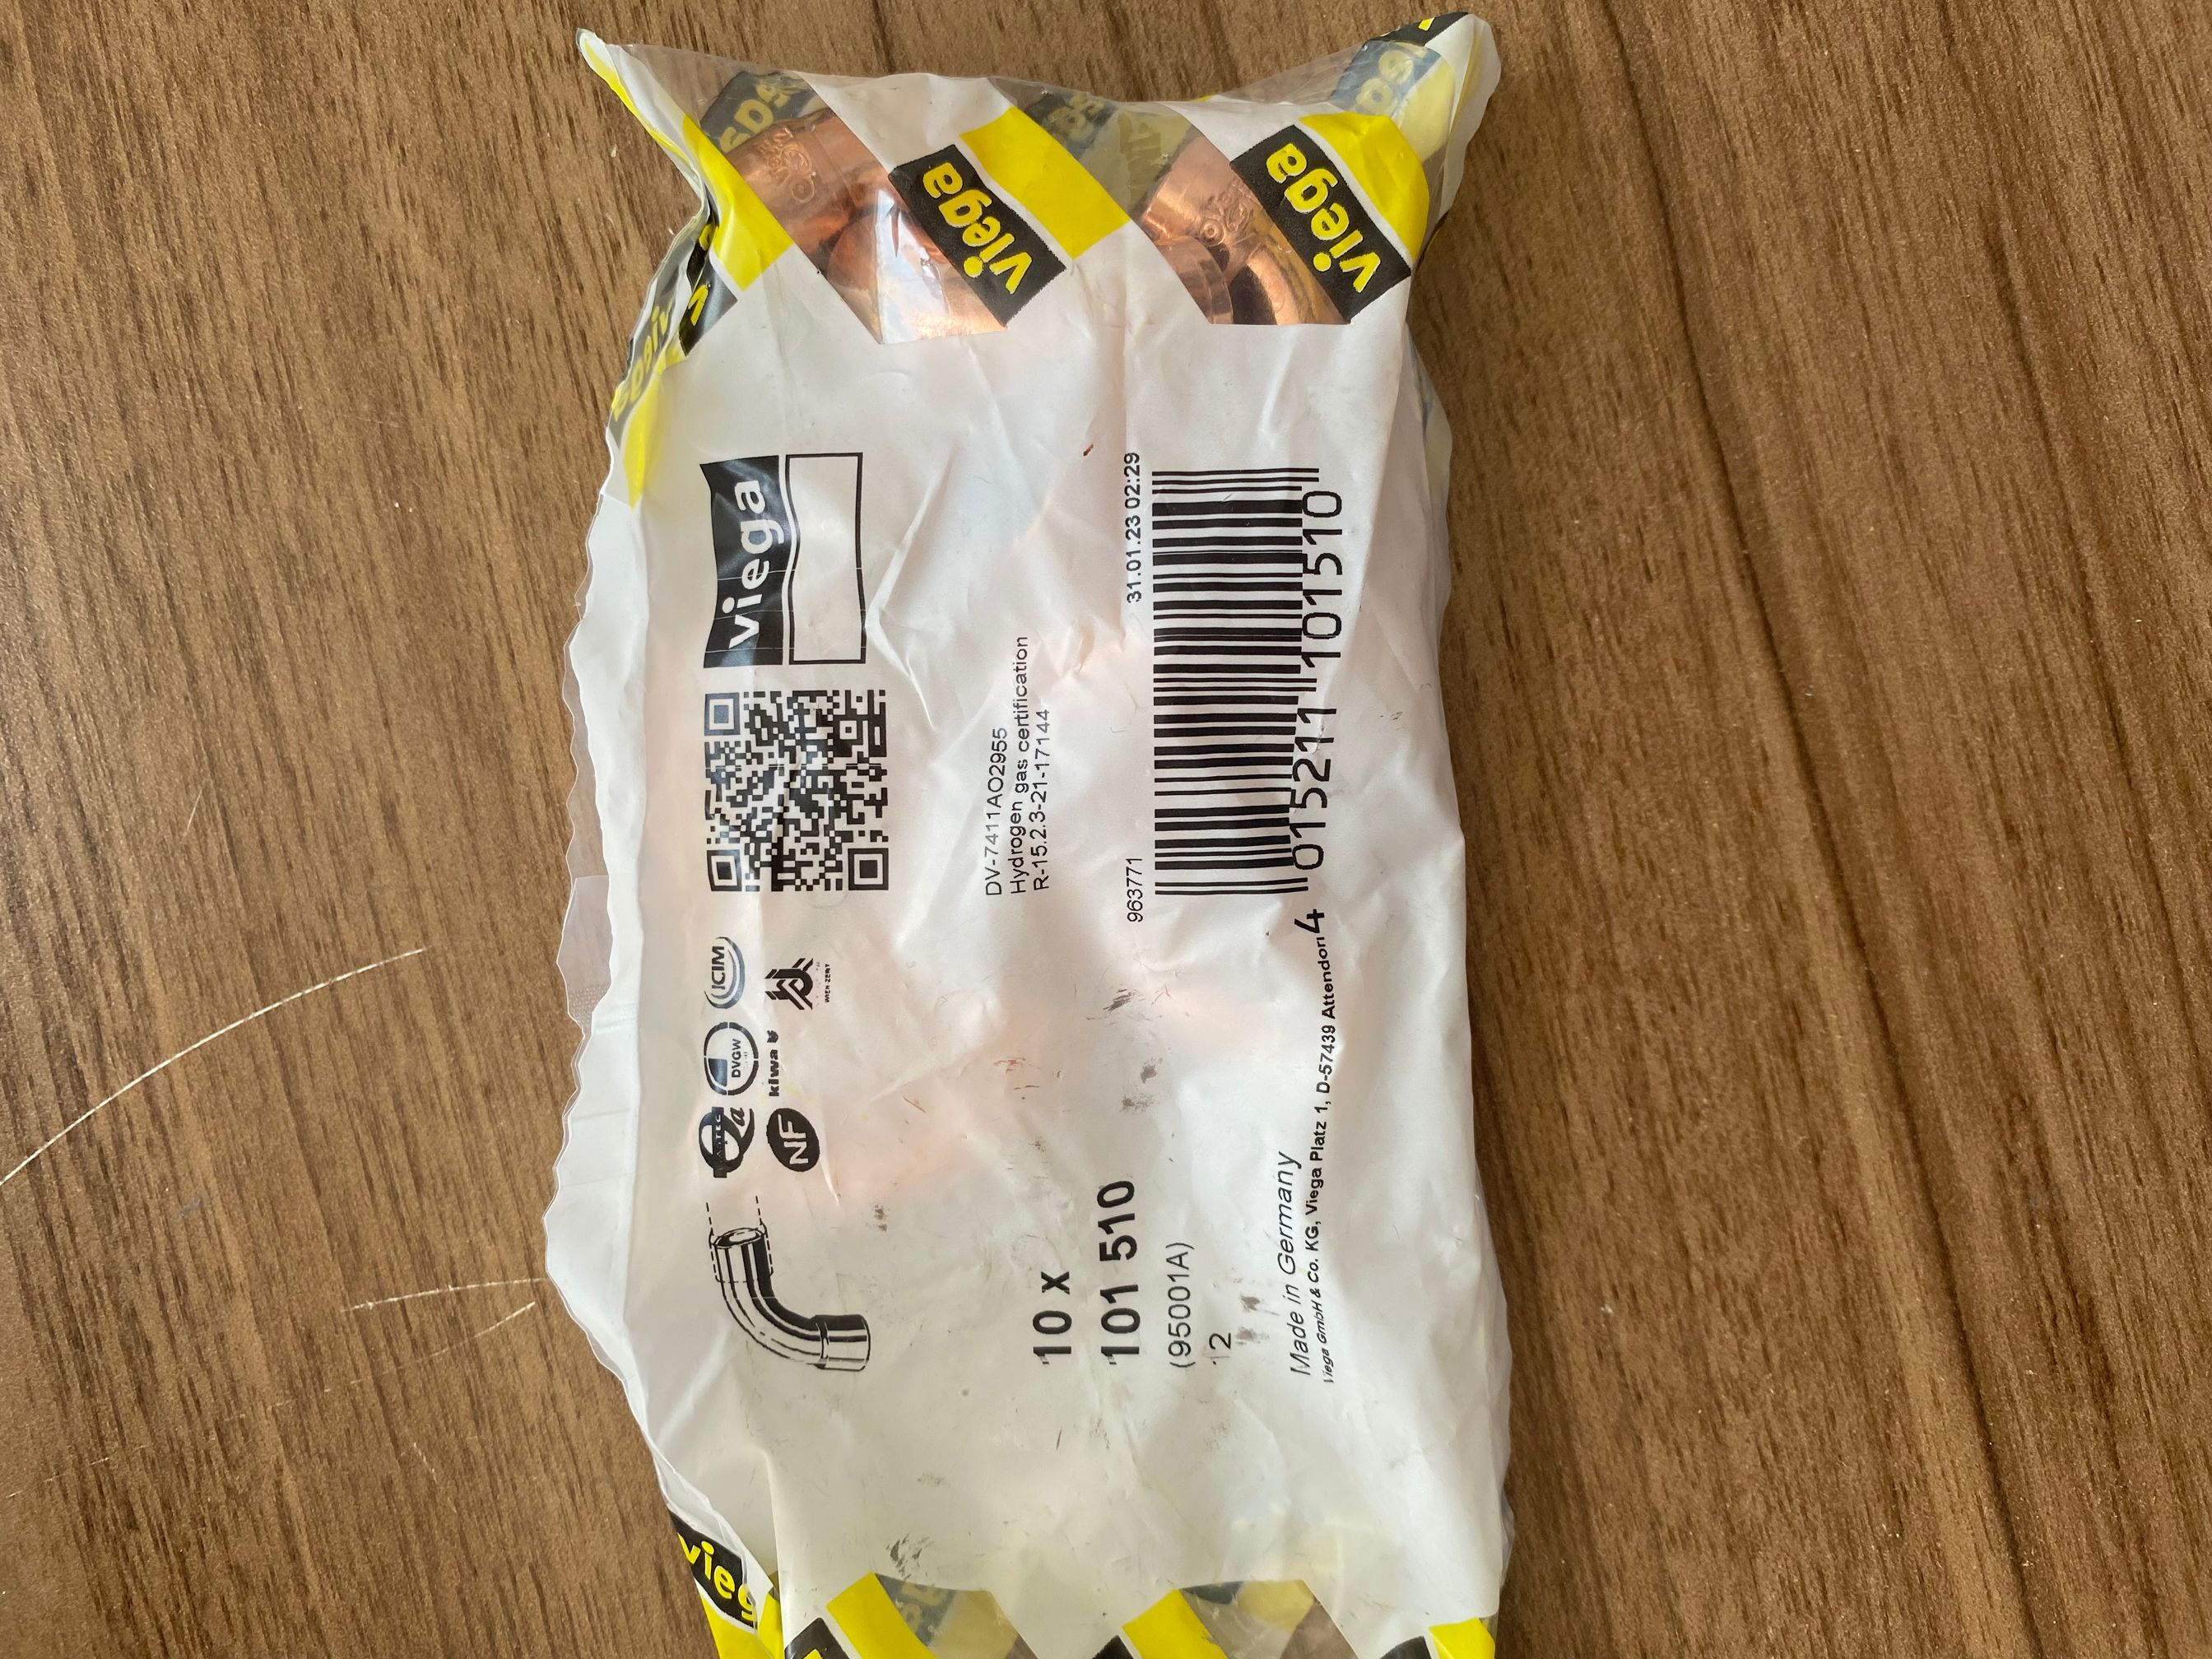 viega
viega
viega
ICIM
DVGW
Qa
kiwa
NF
DV-7411AO2955
Hydrogen gas certification
R-15.2.3-21-17144
31.01.23 02:29
963771
4 015211 101510
10 x
101 510
(95001A)
12
Made in Germany
Viega GmbH & Co. KG, Viega Platz 1, D-57439 Attendorn
vieg